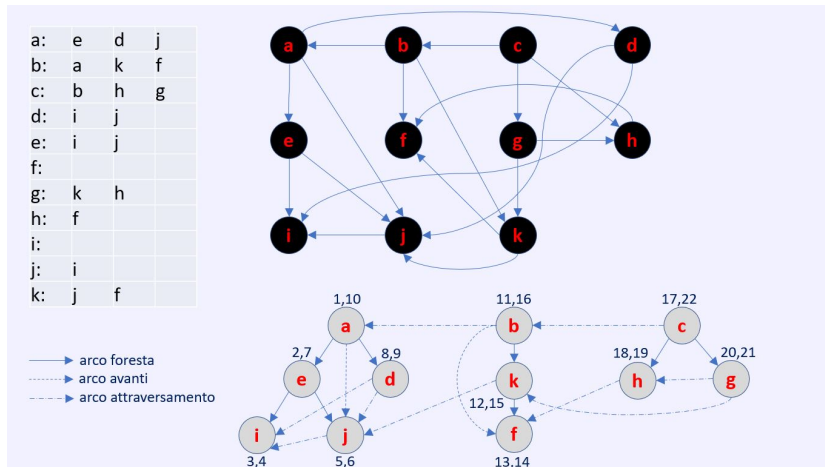 a: e d j
b: a k f
c: b h g
d: i j
e: i j
f:
g: k h
h: f
i:
j: i
k: j f
a b c d
e f g h
i j k
arco foresta
arco avanti
arco attraversamento
1,10 11,16 17,22
a b c
2,7 8,9 18,19 20,21
e d k h g
12,15
i j f
3,4 5,6 13.14